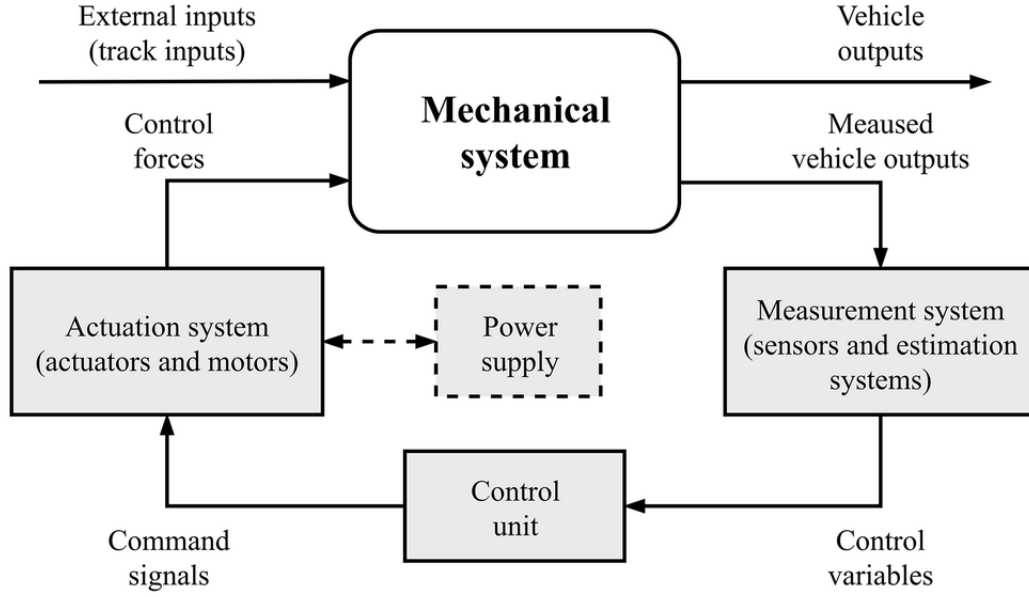 External inputs
(track inputs)
Vehicle
outputs
Mechanical
system
Control
forces
Meaused
vehicle outputs
Actuation system
(actuators and motors)
Power
supply
Measurement system
(sensors and estimation
systems)
Control
unit
Command
signals
Control
variables